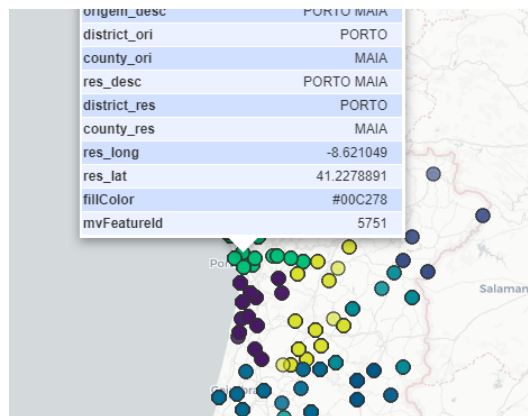 origem_desc PORTO MAIA
district_ori PORTO
county_ori MAIA
res_desc PORTO MAIA
district_res PORTO
county_res MAIA
res_long -8.621049
res_lat 41.2278891
fillColor #00C278
mvFeatureId 5751
Salaman